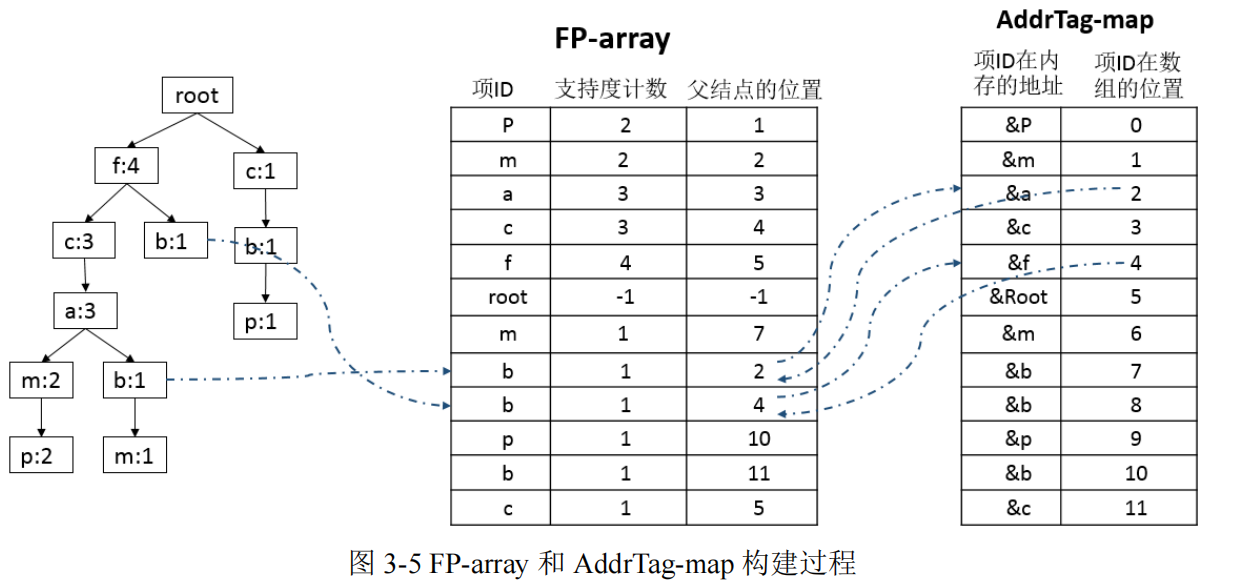 root
f:4
c:1
c:3
b:1
b:1
a:3
p:1
m:2
b:1
p:2
m:1
FP-array
项ID 支持度计数 父结点的位置
P 2 1
m 2 2
a 3 3
c 3 4
f 4 5
root -1 -1
m 1 7
b 1 2
b 1 4
p 1 10
b 1 11
c 1 5
AddrTag-map
项ID在内
存的地址
项ID在数
组的位置
&P 0
&m 1
&a 2
&c 3
&f 4
&Root 5
&m 6
&b 7
&b 8
&p 9
&b 10
&c 11
图 3-5 FP-array 和 AddrTag-map 构建过程